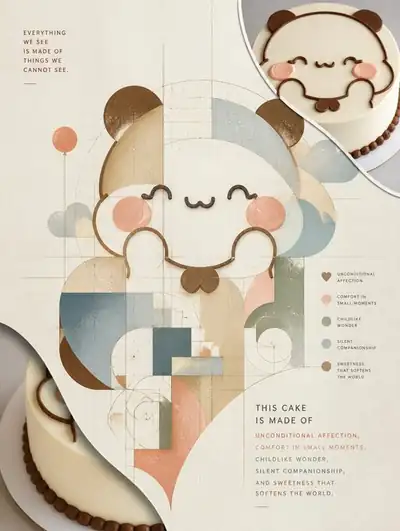 EVERYTHING
WE SEE
IS MADE OF
THINGS WE
CANNOT SEE.
UNCONDITIONAL
AFFECTION
COMFORT IN
SMALL MOMENTS
CHILDLIKE
WONDER
SILENT
COMPANIONSHIP
SWEETNESS
THAT SOFTENS
THE WORLD
THIS CAKE
IS MADE OF
UNCONDITIONAL AFFECTION,
COMFORT IN SMALL MOMENTS,
CHILDLIKE WONDER,
SILENT COMPANIONSHIP,
AND SWEETNESS THAT
SOFTENS THE WORLD.